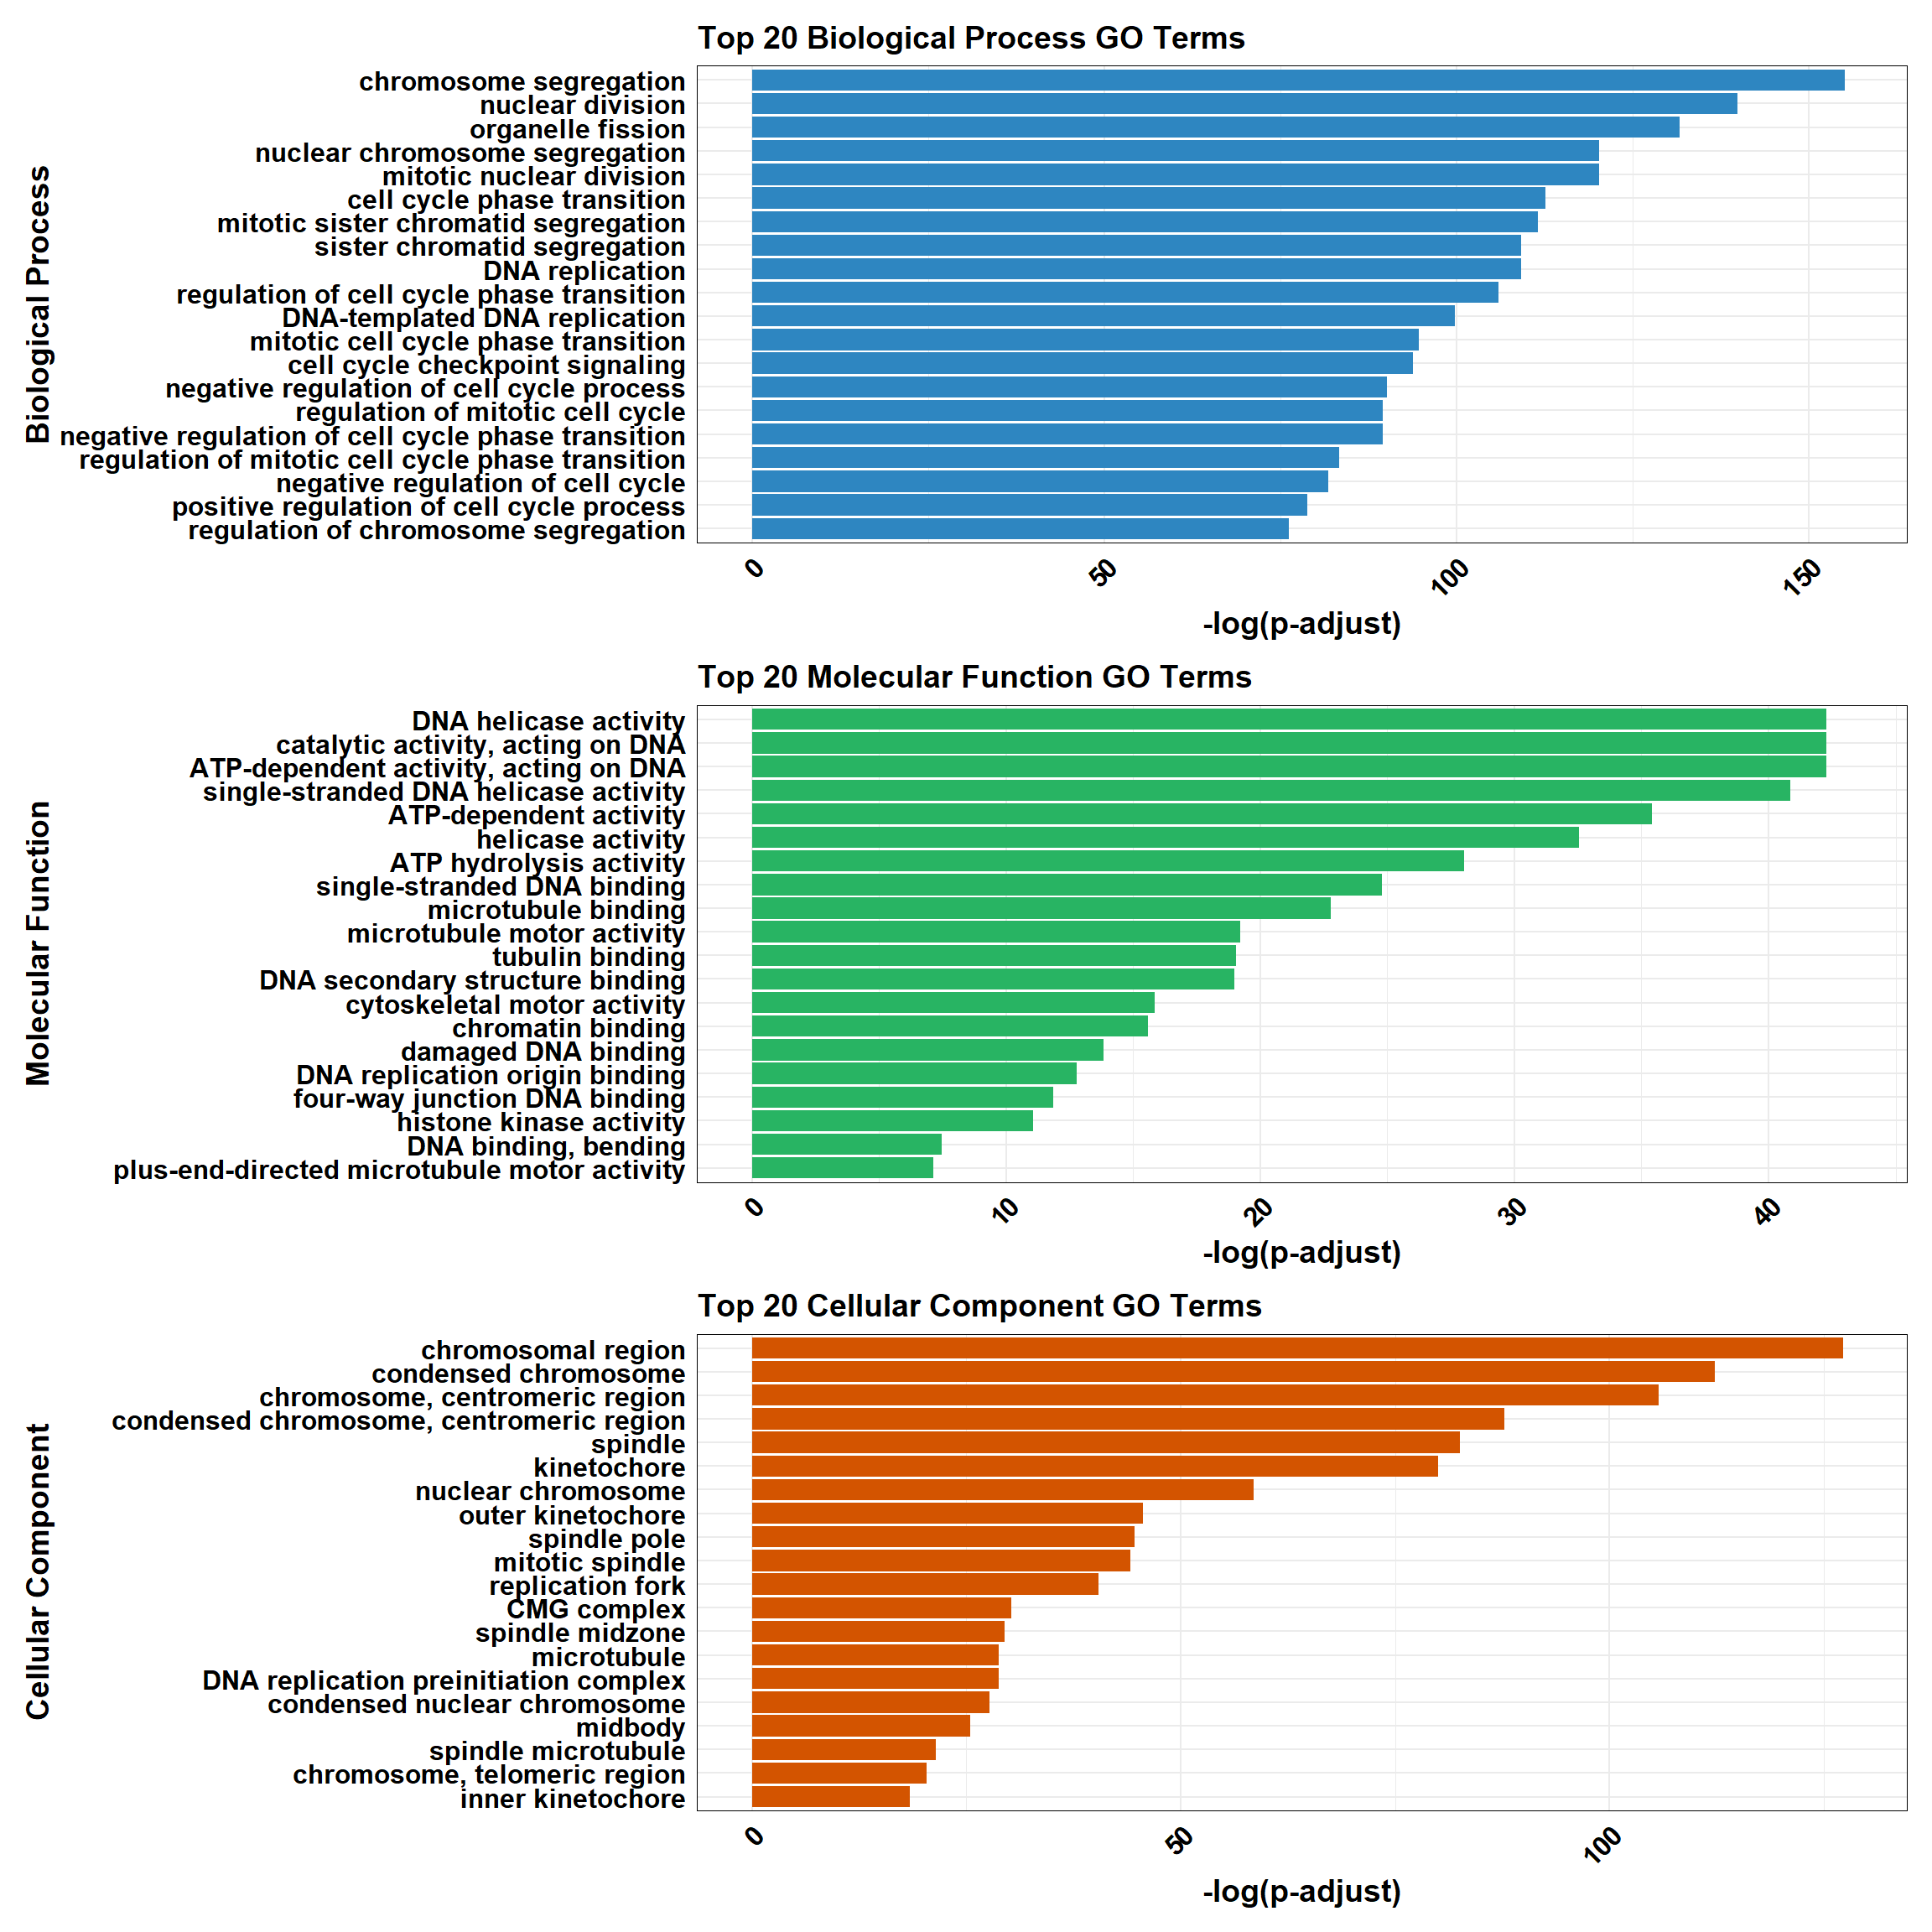 Top 20 Biological Process GO Terms
Biological Process
chromosome segregation
nuclear division
organelle fission
nuclear chromosome segregation
mitotic nuclear division
cell cycle phase transition
mitotic sister chromatid segregation
sister chromatid segregation
DNA replication
regulation of cell cycle phase transition
DNA-templated DNA replication
mitotic cell cycle phase transition
cell cycle checkpoint signaling
negative regulation of cell cycle process
regulation of mitotic cell cycle
negative regulation of cell cycle phase transition
regulation of mitotic cell cycle phase transition
negative regulation of cell cycle
positive regulation of cell cycle process
regulation of chromosome segregation
0 50 100 150
-log(p-adjust)
Top 20 Molecular Function GO Terms
Molecular Function
DNA helicase activity
catalytic activity, acting on DNA
ATP-dependent activity, acting on DNA
single-stranded DNA helicase activity
ATP-dependent activity
helicase activity
ATP hydrolysis activity
single-stranded DNA binding
microtubule binding
microtubule motor activity
tubulin binding
DNA secondary structure binding
cytoskeletal motor activity
chromatin binding
damaged DNA binding
DNA replication origin binding
four-way junction DNA binding
histone kinase activity
DNA binding, bending
plus-end-directed microtubule motor activity
0 10 20 30 40
-log(p-adjust)
Top 20 Cellular Component GO Terms
Cellular Component
chromosomal region
condensed chromosome
chromosome, centromeric region
condensed chromosome, centromeric region
spindle
kinetochore
nuclear chromosome
outer kinetochore
spindle pole
mitotic spindle
replication fork
CMG complex
spindle midzone
microtubule
DNA replication preinitiation complex
condensed nuclear chromosome
midbody
spindle microtubule
chromosome, telomeric region
inner kinetochore
0 50 100
-log(p-adjust)